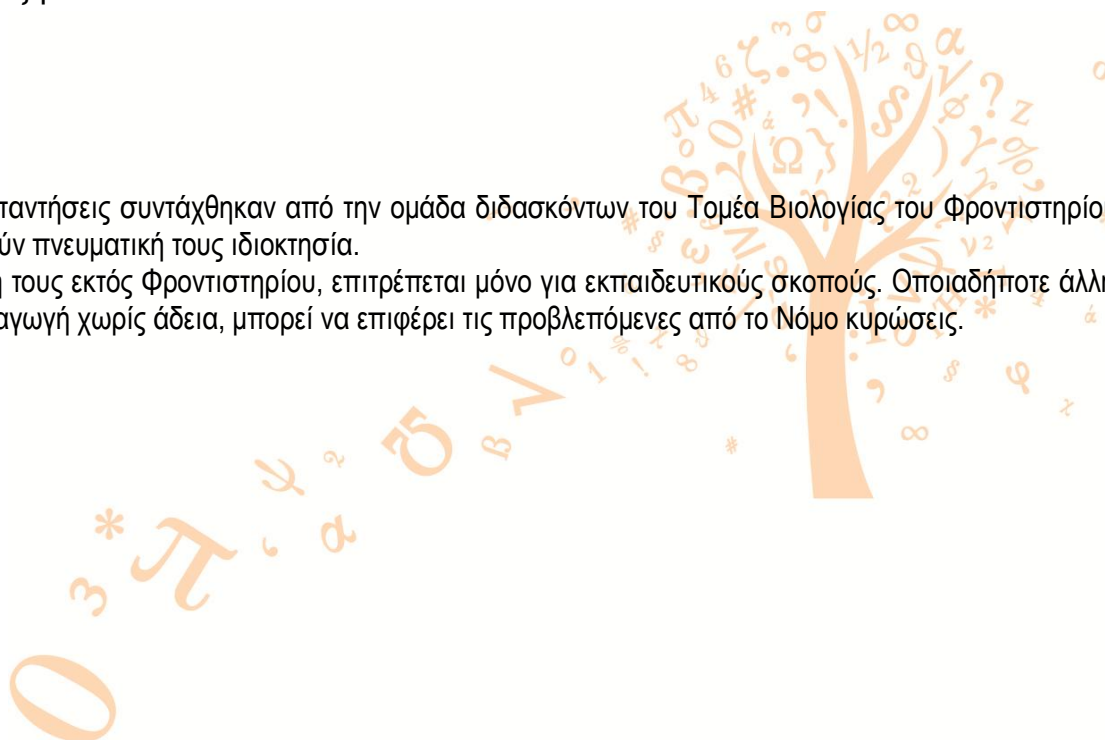 παντήσεις συντάχθηκαν από την ομάδα διδασκόντων του Τομέα Βιολογίας του Φροντιστηρίο
ύν πνευματική τους ιδιοκτησία.
η τους εκτός Φροντιστηρίου, επιτρέπεται μόνο για εκπαιδευτικούς σκοπούς. Οποιαδήποτε άλλη
αγωγή χωρίς άδεια, μπορεί να επιφέρει τις προβλεπόμενες από το Νόμο κυρώσεις.